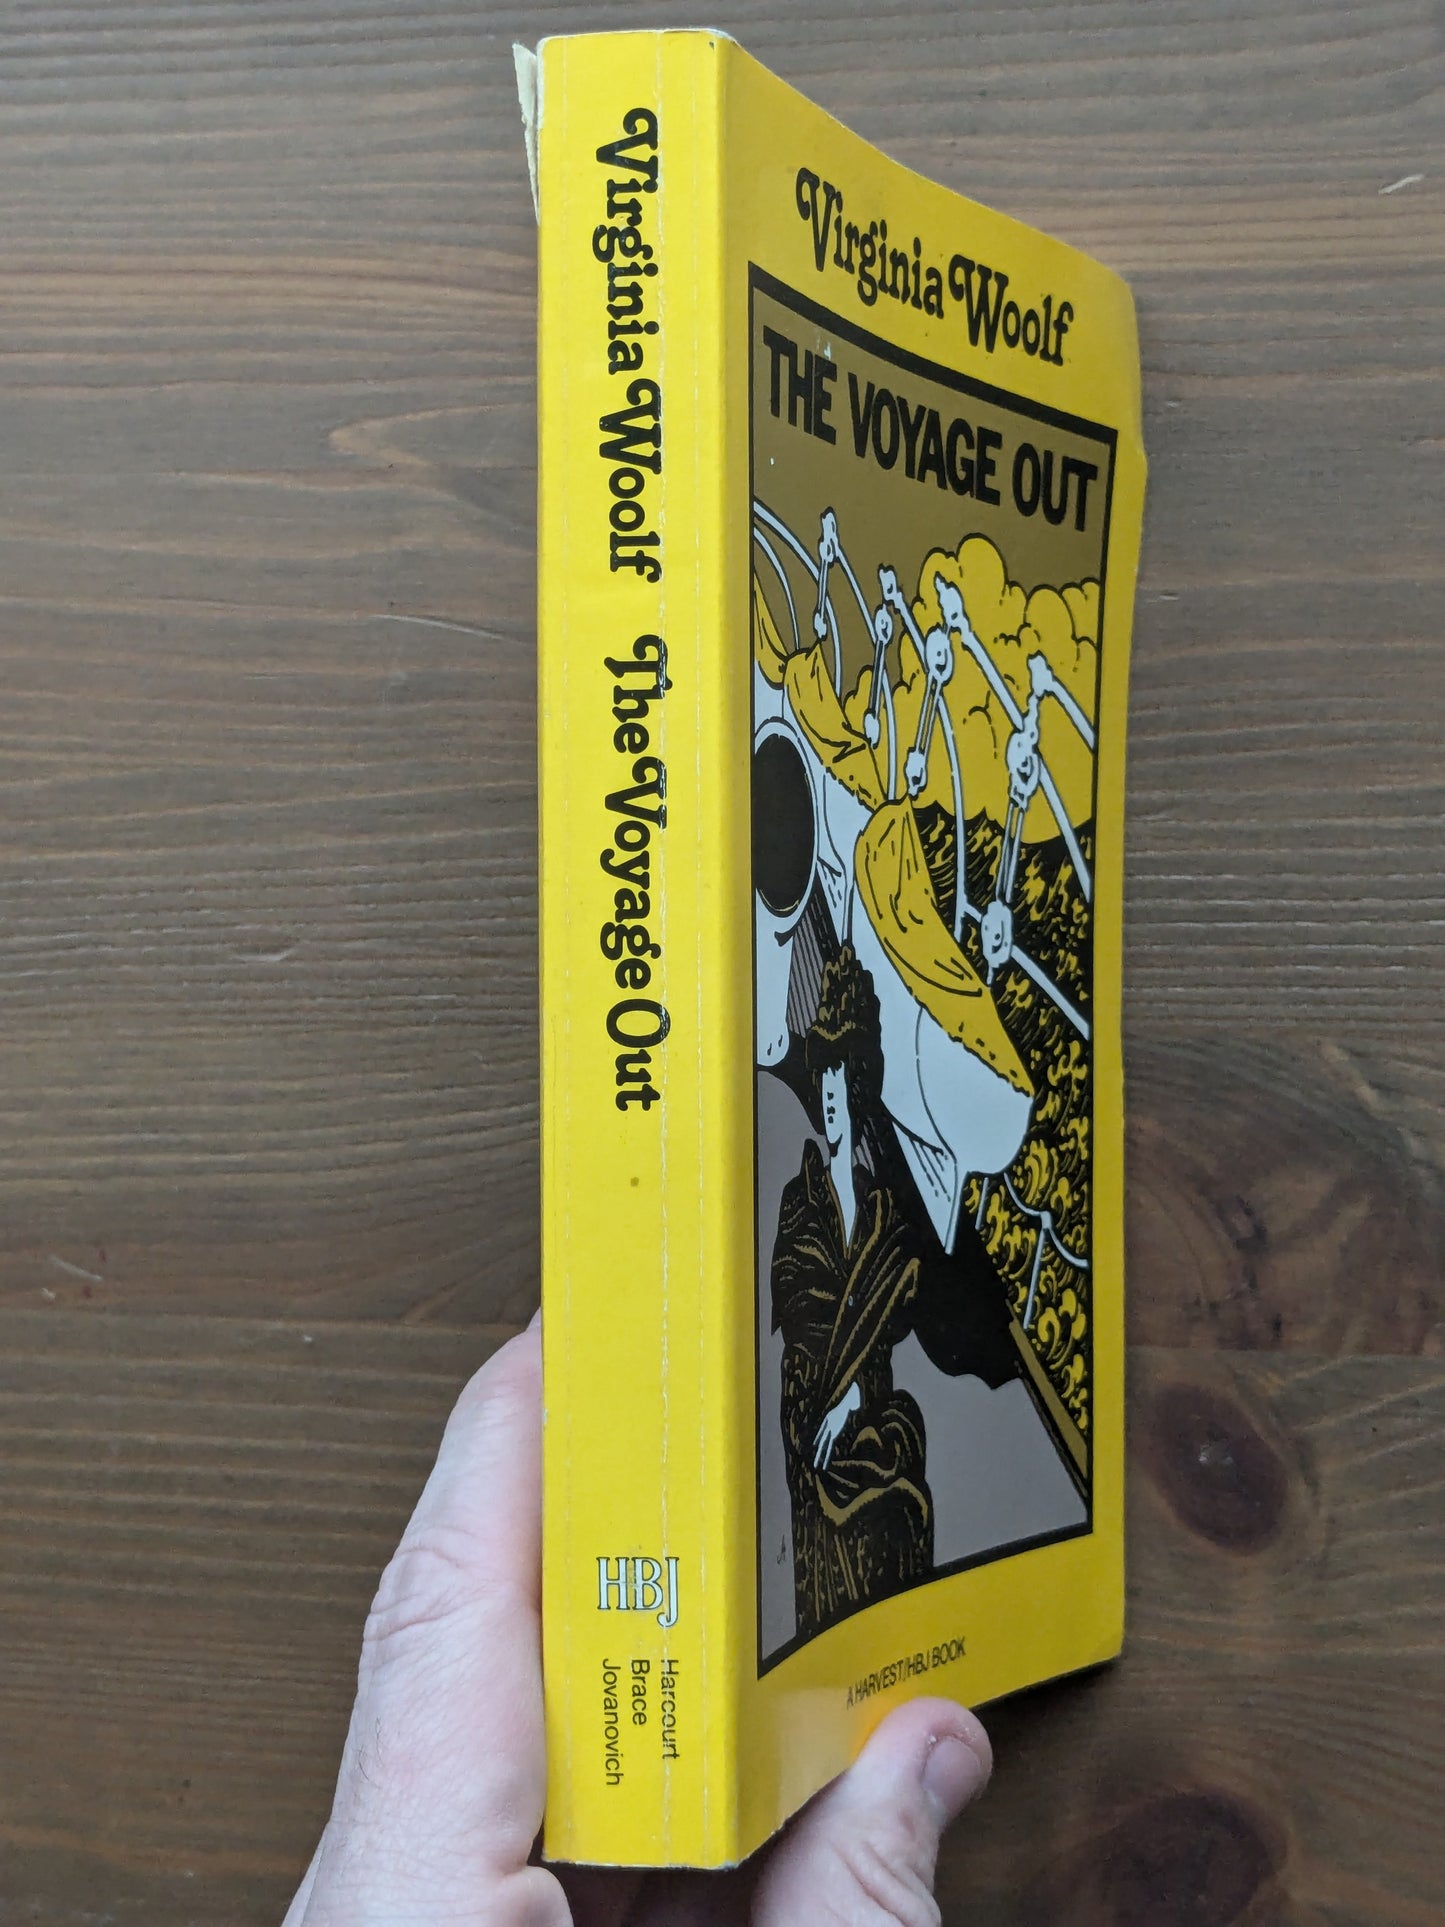 Virginia Woolf The Voyage Out
HBJ
Harcourt
Brace
Jovanovich
Virginia Woolf
THE VOYAGE OUT
A HARVEST/HBJ BOOK